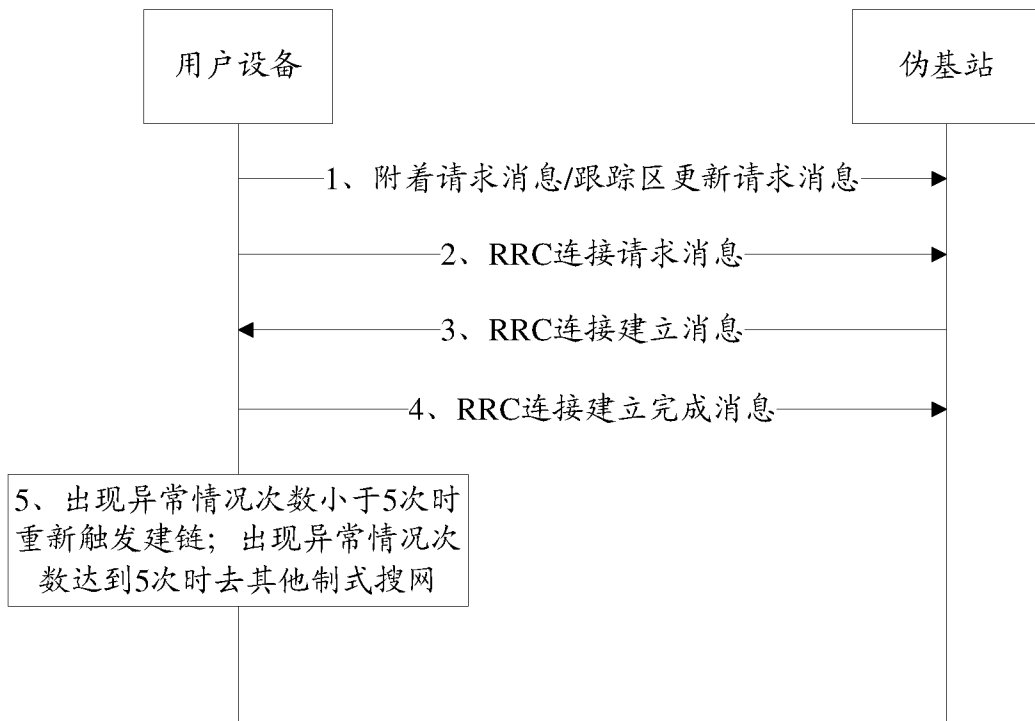 用户设备
伪基站
1、附着请求消息/跟踪区更新请求消息
2、RRC连接请求消息
3、RRC连接建立消息
4、RRC连接建立完成消息
5、出现异常情况次数小于5次时
重新触发建链；出现异常情况次
数达到5次时去其他制式搜网